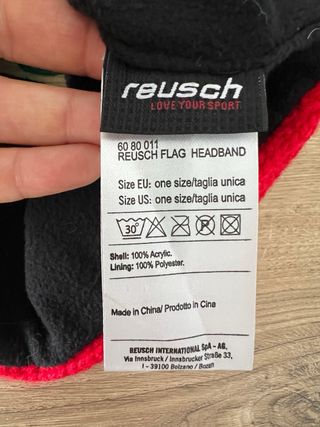 reusch
LOVE YOUR SPORT
60 80 011
REUSCH FLAG HEADBAND
Size EU: one size/taglia unica
Size US: one size/taglia unica
30°
P
Shell: 100% Acrylic.
Lining: 100% Polyester.
Made in China/ Prodotto in Cina
REUSCH INTERNATIONAL SpA - AG,
Via Innsbruck / Innsbrucker Straße 33,
I - 39100 Bolzano / Bozen